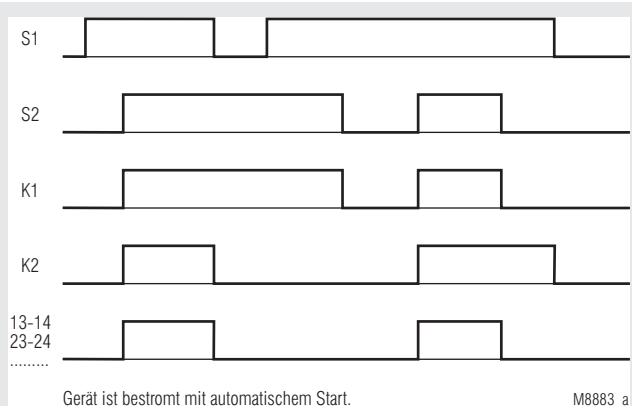 S1
S2
K1
K2
13-14
23-24
.........
Gerät ist bestromt mit automatischem Start.
M8883_a